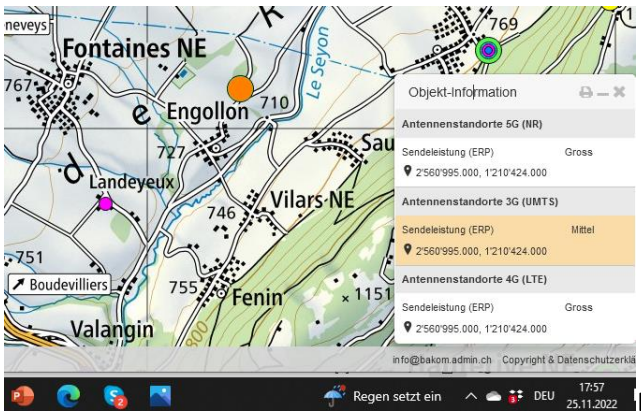 neveys
Fontaines NE
769
767
Le Seyon
e
Engollon
710
727
Sau
d
Landeyeux
746
Vilars NE
751
Boudevilliers
755
Fenin
1151
800
Valangin
Objekt-Information
Antennenstandorte 5G (NR)
Sendeleistung (ERP) Gross
2'560'995.000, 1'210'424.000
Antennenstandorte 3G (UMTS)
Sendeleistung (ERP) Mittel
2'560'995.000, 1'210'424.000
Antennenstandorte 4G (LTE)
Sendeleistung (ERP) Gross
2'560'995.000, 1'210'424.000
info@bakom.admin.ch Copyright & Datenschutzerklä
Regen setzt ein
DEU
17:57
25.11.2022